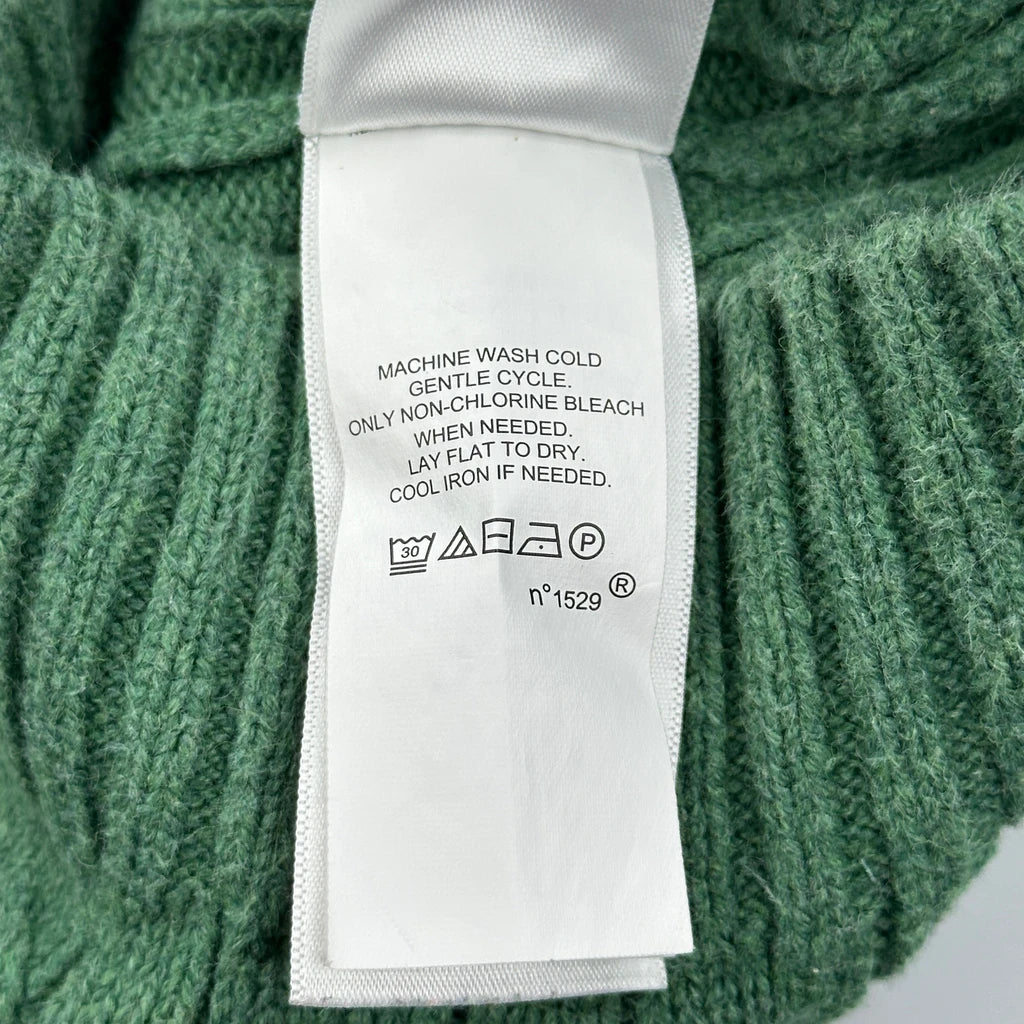 MACHINE WASH COLD
GENTLE CYCLE.
ONLY NON-CHLORINE BLEACH
WHEN NEEDED.
LAY FLAT TO DRY.
COOL IRON IF NEEDED.
30 P
n°1529 ®